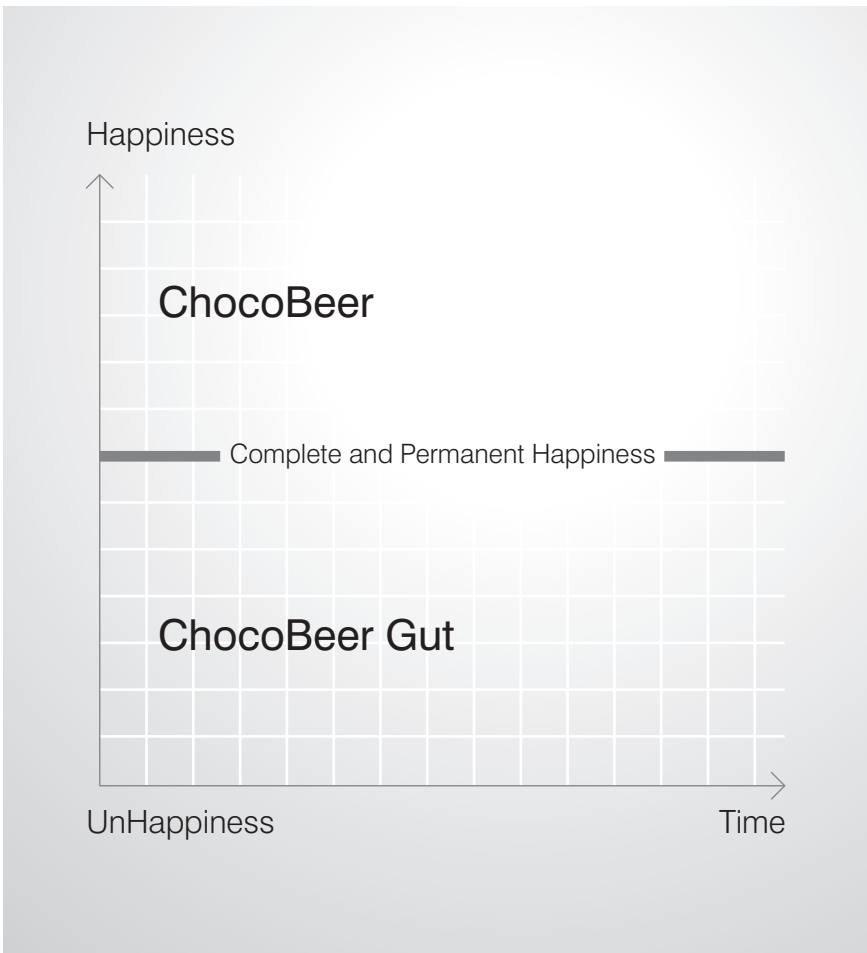 Happiness
ChocoBeer
Complete and Permanent Happiness
ChocoBeer Gut
UnHappiness
Time